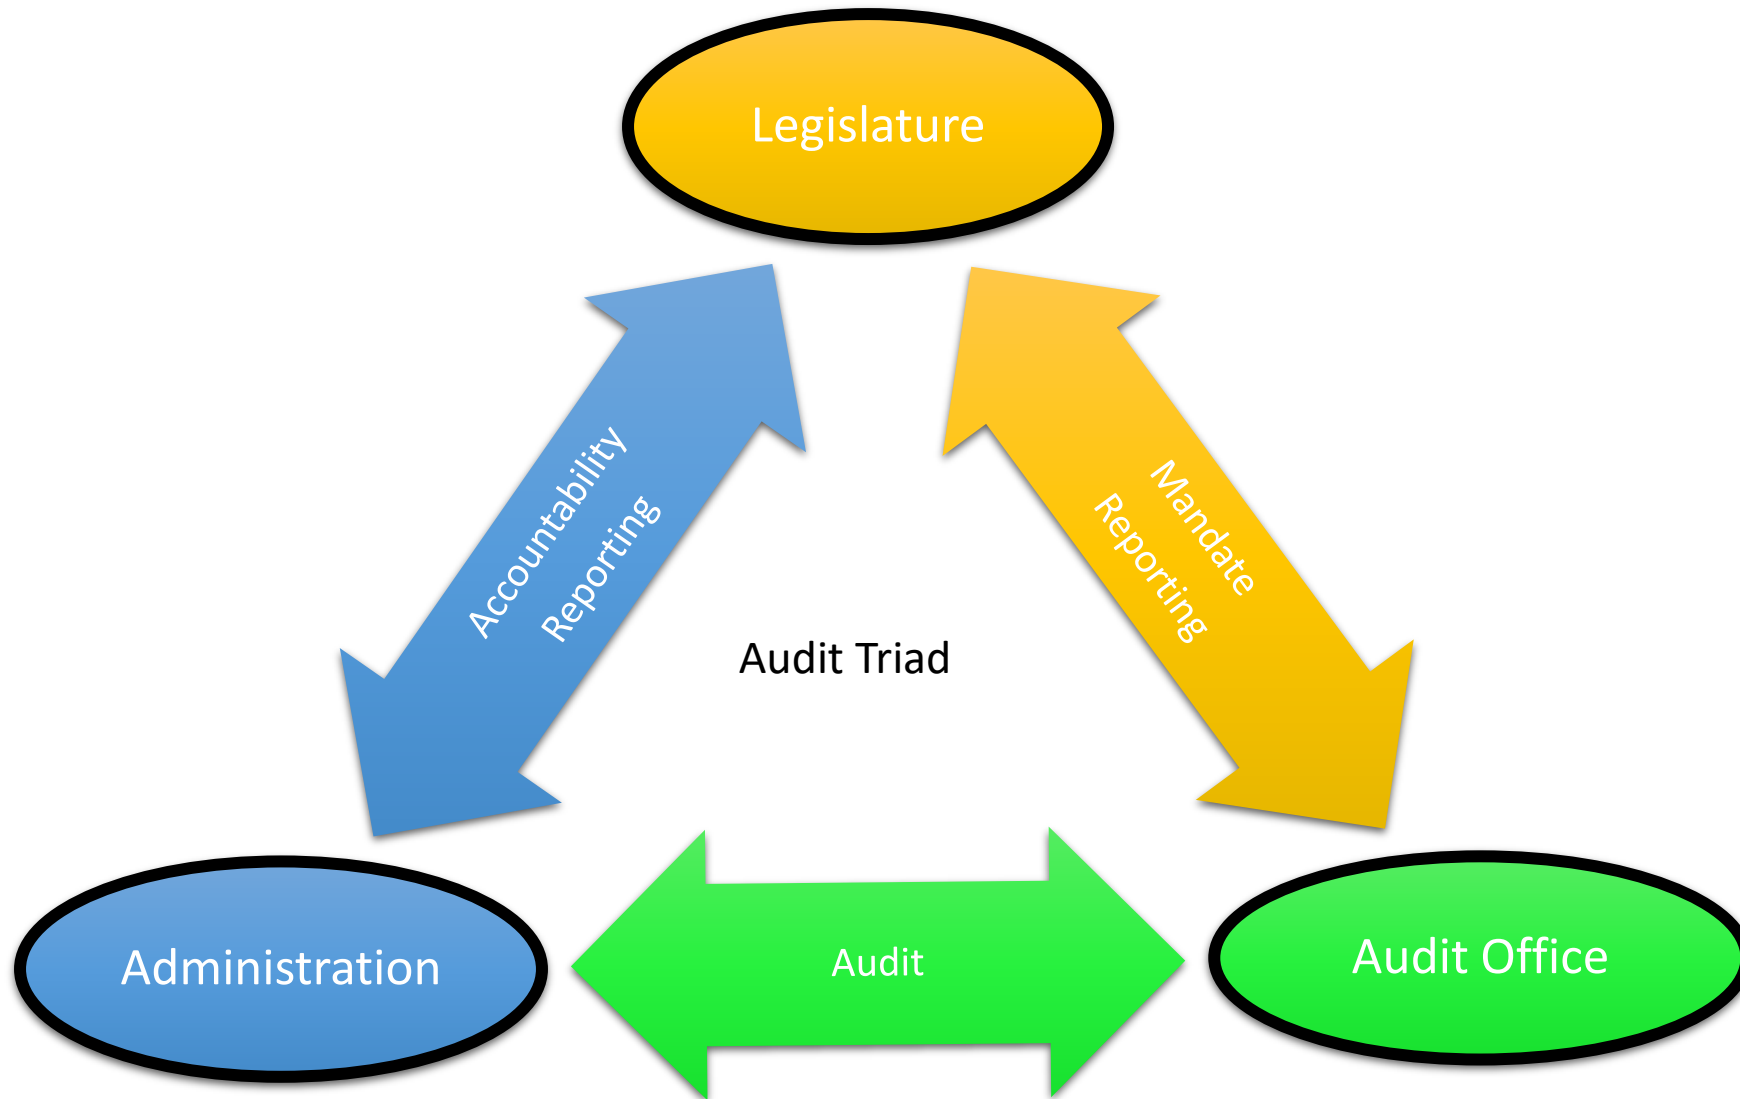 Legislature
Accountability
Reporting
Mandate
Reporting
Audit Triad
Administration
Audit
Audit Office